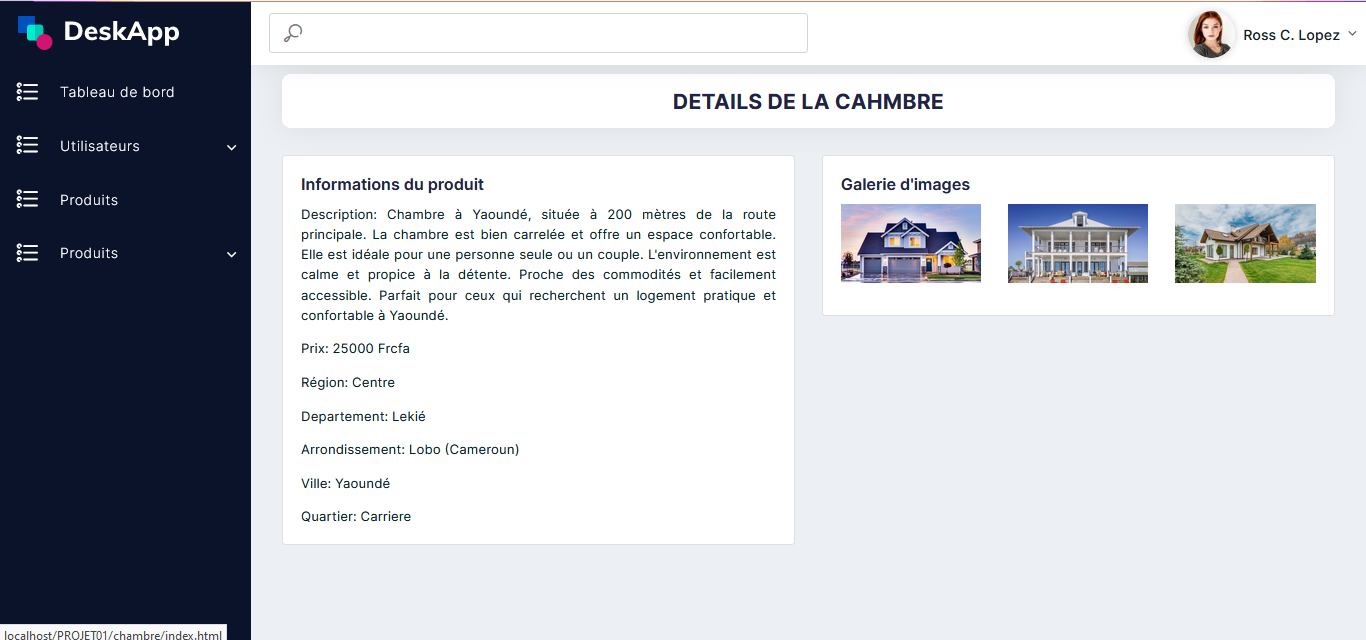 DeskApp
Ross C. Lopez
Tableau de bord
Utilisateurs
Produits
Produits
DETAILS DE LA CAHMBRE
Informations du produit
Description: Chambre à Yaoundé, située à 200 mètres de la route
principale. La chambre est bien carrelée et offre un espace confortable.
Elle est idéale pour une personne seule ou un couple. L'environnement est
calme et propice à la détente. Proche des commodités et facilement
accessible. Parfait pour ceux qui recherchent un logement pratique et
confortable à Yaoundé.
Prix: 25000 Frcfa
Région: Centre
Departement: Lekié
Arrondissement: Lobo (Cameroun)
Ville: Yaoundé
Quartier: Carriere
Galerie d'images
localhost/PROJET01/chambre/index.html